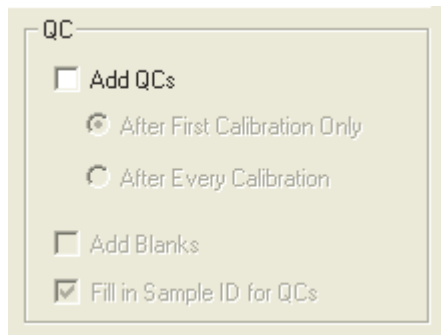 QC
Add QCs
After First Calibration Only
After Every Calibration
Add Blanks
Fill in Sample ID for QCs